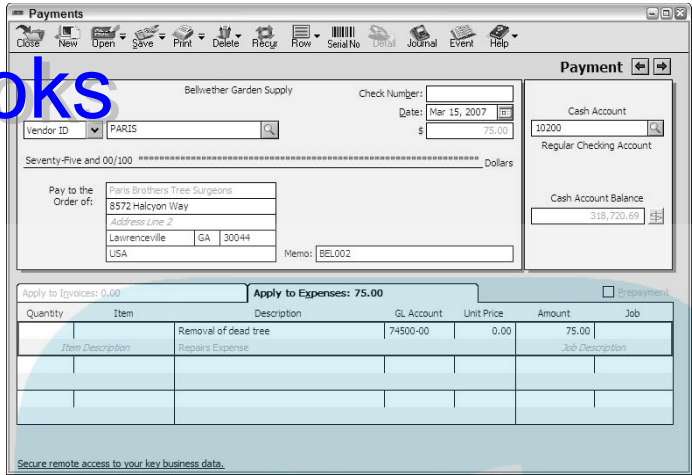 Payments
Close New Open Save Print Delete Recur Row Serial No Detail Journal Event Help
Payment
oks
Bellwether Garden Supply
Check Number:
Date: Mar 15, 2007
Vendor ID PARIS
$ 75.00
Cash Account
10200
Regular Checking Account
Seventy-Five and 00/100 **** Dollars
Pay to the Order of:
Paris Brothers Tree Surgeons
8572 Halcyon Way
Address Line 2
Lawrenceville GA 30044
USA
Memo: BEL002
Cash Account Balance
318,720.69
Apply to Invoices: 0.00 Apply to Expenses: 75.00 Prepayment
Quantity Item Description GL Account Unit Price Amount Job
Removal of dead tree 74500-00 0.00 75.00
Item Description Repairs Expense Job Description
Secure remote access to your key business data.